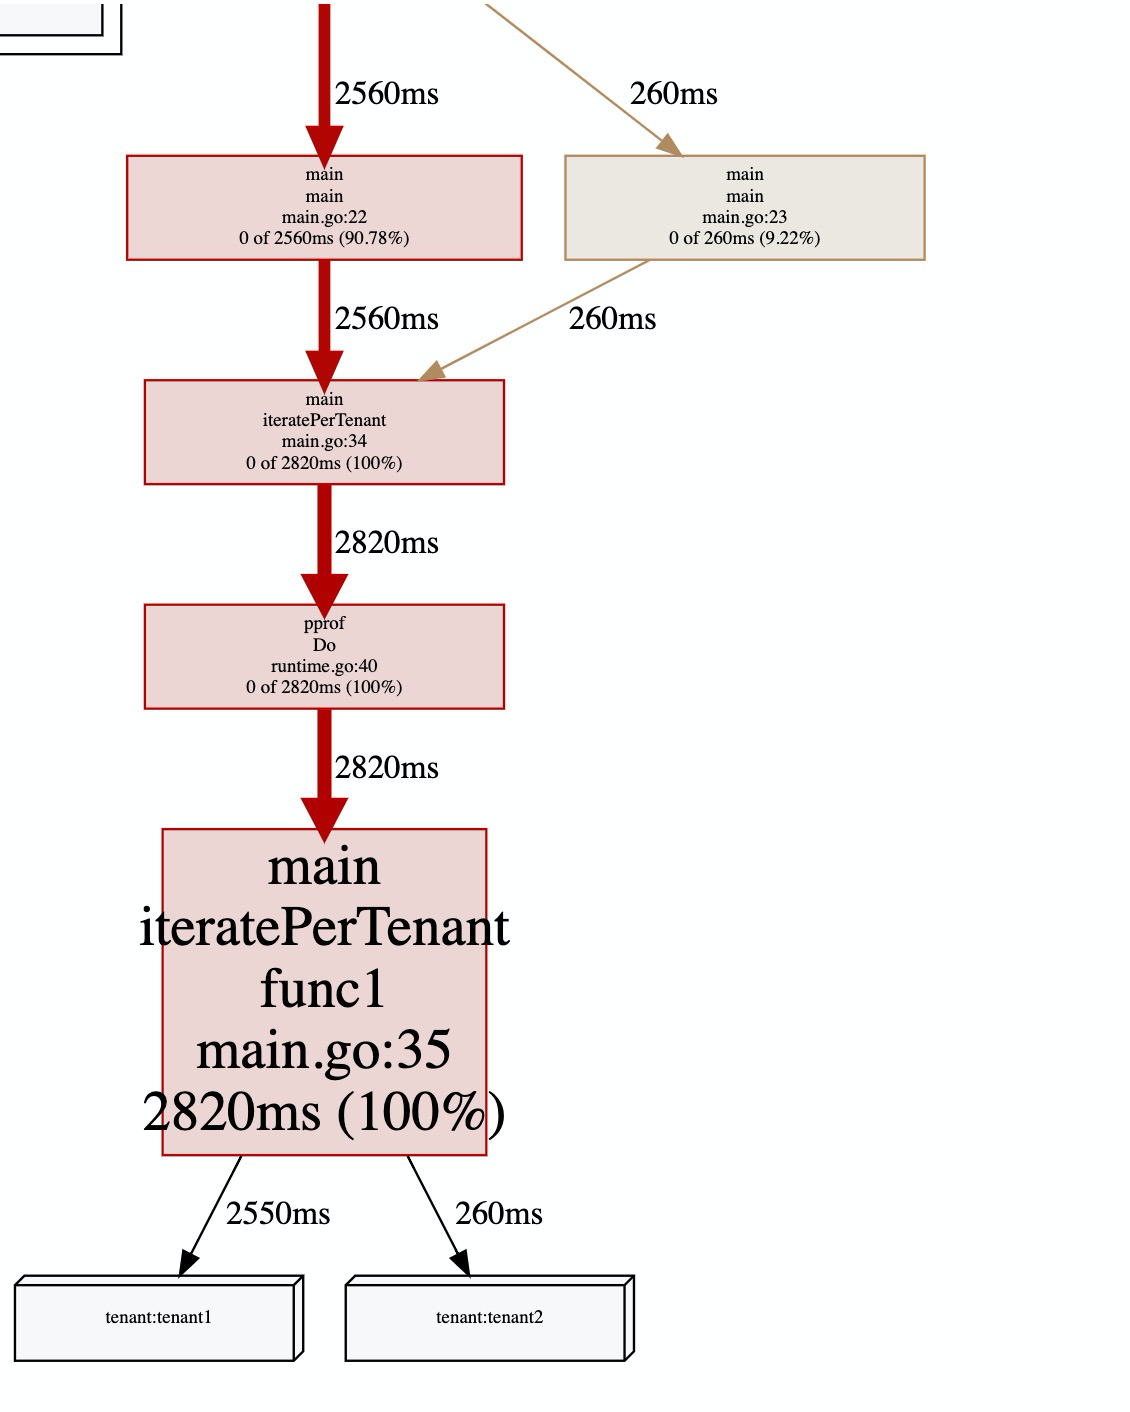 2560ms
260ms
main
main
main.go:22
0 of 2560ms (90.78%)
main
main
main.go:23
0 of 260ms (9.22%)
2560ms
260ms
main
iteratePerTenant
main.go:34
0 of 2820ms (100%)
2820ms
pprof
Do
runtime.go:40
0 of 2820ms (100%)
2820ms
main
iteratePerTenant
func1
main.go:35
2820ms (100%)
2550ms
260ms
tenant:tenant1
tenant:tenant2